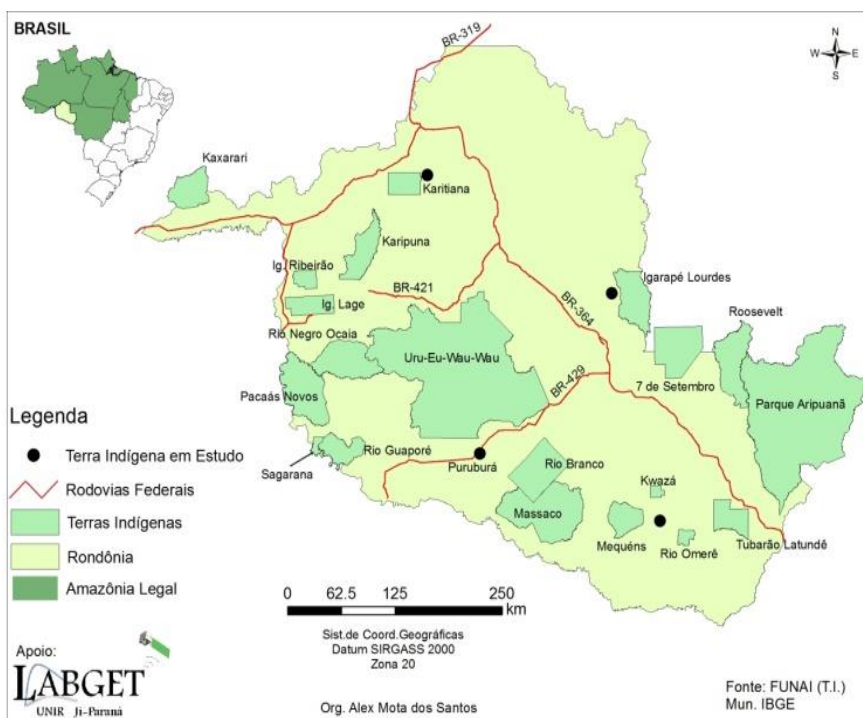 BRASIL
BR-319
N
W E
S
Kaxarari
Karitiana
Karipuna
Ig. Ribeirão
Ig. Lage
BR-421
Igarapé Lourdes
BR-364
Roosevelt
Rio Negro Ocaia
Uru-Eu-Wau-Wau
7 de Setembro
BR-429
Parque Aripuanã
Pacaás Novos
Rio Guaporé
Sagarana
Puruburá
Rio Branco
Kwazá
Massaco
Mequéns
Rio Omerê
Tubarão Latundê
Legenda
Terra Indígena em Estudo
Rodovias Federais
Terras Indígenas
Rondônia
Amazônia Legal
0 62.5 125 250
km
Sist.de Coord.Geográficas
Datum SIRGASS 2000
Zona 20
Apoio:
LABGET
UNIR Ji-Paraná
Org. Alex Mota dos Santos
Fonte: FUNAI (T.I.)
Mun. IBGE